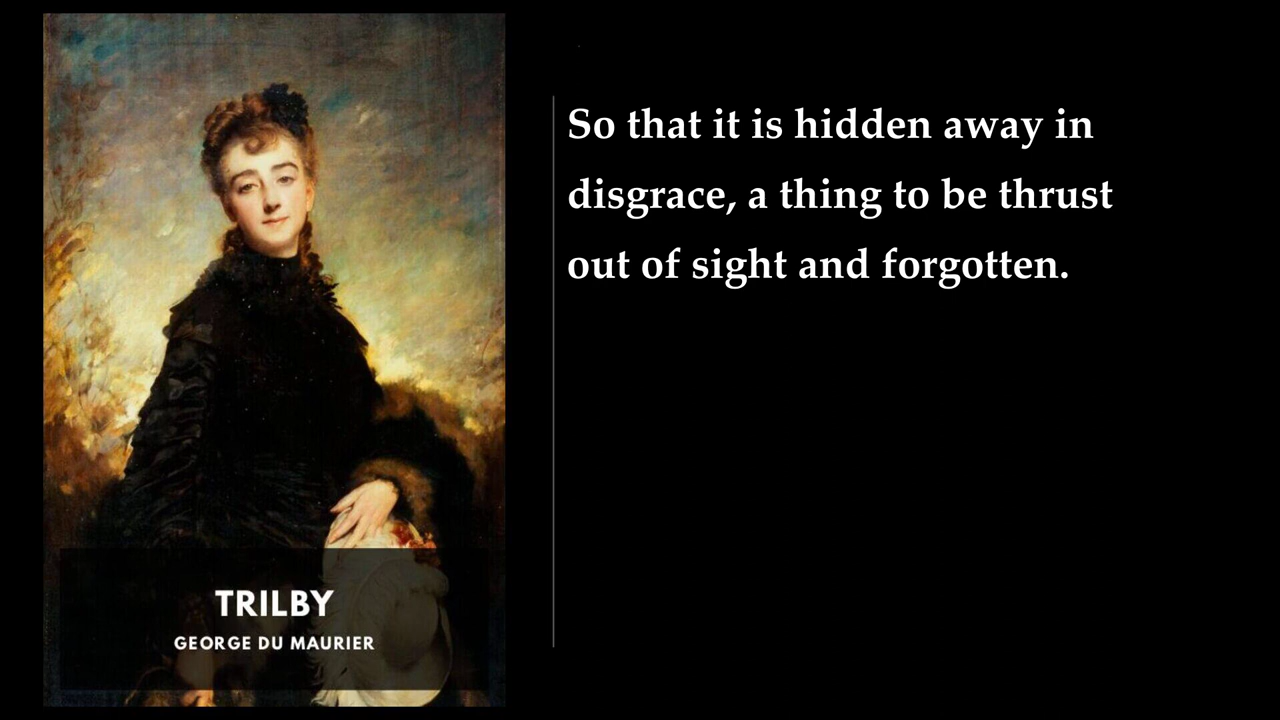 TRILBY
GEORGE DU MAURIER
So that it is hidden away in
disgrace, a thing to be thrust
out of sight and forgotten.